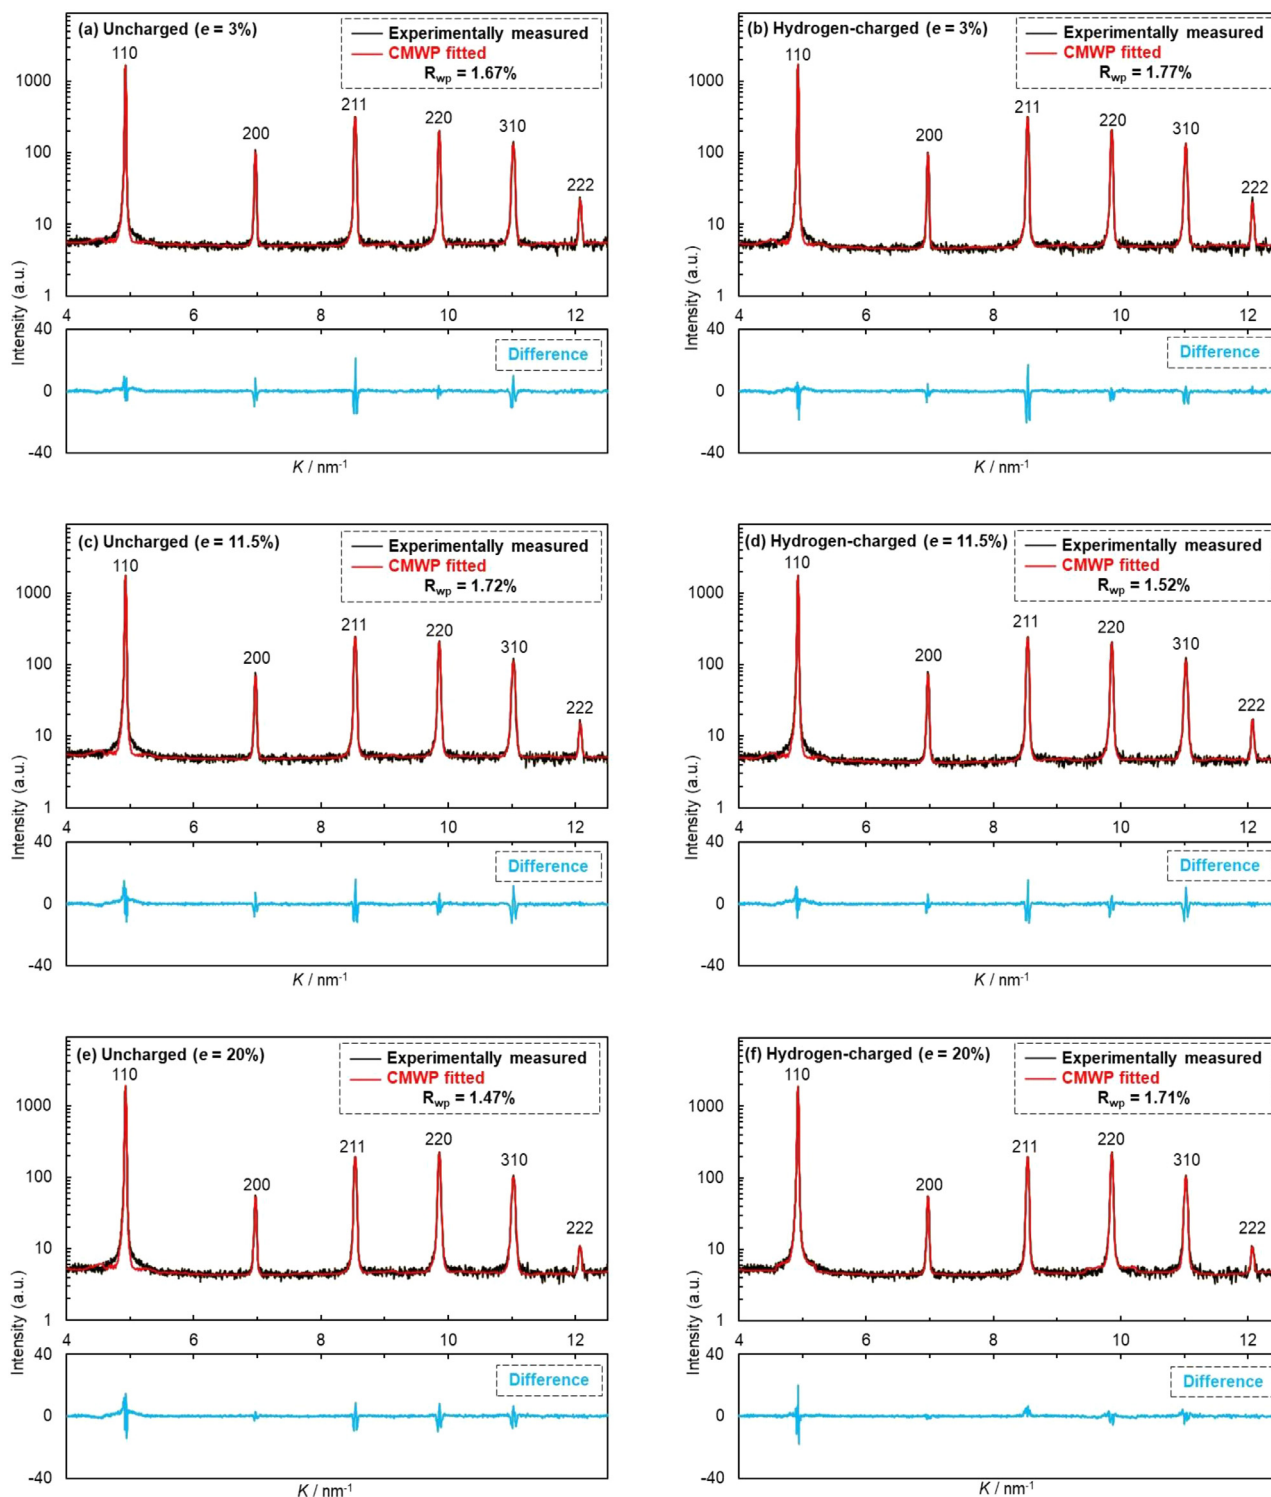 (a) Uncharged (e = 3%)
Experimentally measured
CMWP fitted
Rwp = 1.67%
110
200
211
220
310
222
1000
100
10
1
4
6
8
10
12
Intensity (a.u.)
40
0
-40
Difference
K / nm-1
(b) Hydrogen-charged (e = 3%)
Experimentally measured
CMWP fitted
Rwp = 1.77%
110
200
211
220
310
222
1000
100
10
1
4
6
8
10
12
Intensity (a.u.)
40
0
-40
Difference
K / nm-1
(c) Uncharged (e = 11.5%)
Experimentally measured
CMWP fitted
Rwp = 1.72%
110
200
211
220
310
222
1000
100
10
1
4
6
8
10
12
Intensity (a.u.)
40
0
-40
Difference
K / nm-1
(d) Hydrogen-charged (e = 11.5%)
Experimentally measured
CMWP fitted
Rwp = 1.52%
110
200
211
220
310
222
1000
100
10
1
4
6
8
10
12
Intensity (a.u.)
40
0
-40
Difference
K / nm-1
(e) Uncharged (e = 20%)
Experimentally measured
CMWP fitted
Rwp = 1.47%
110
200
211
220
310
222
1000
100
10
1
4
6
8
10
12
Intensity (a.u.)
40
0
-40
Difference
K / nm-1
(f) Hydrogen-charged (e = 20%)
Experimentally measured
CMWP fitted
Rwp = 1.71%
110
200
211
220
310
222
1000
100
10
1
4
6
8
10
12
Intensity (a.u.)
40
0
-40
Difference
K / nm-1